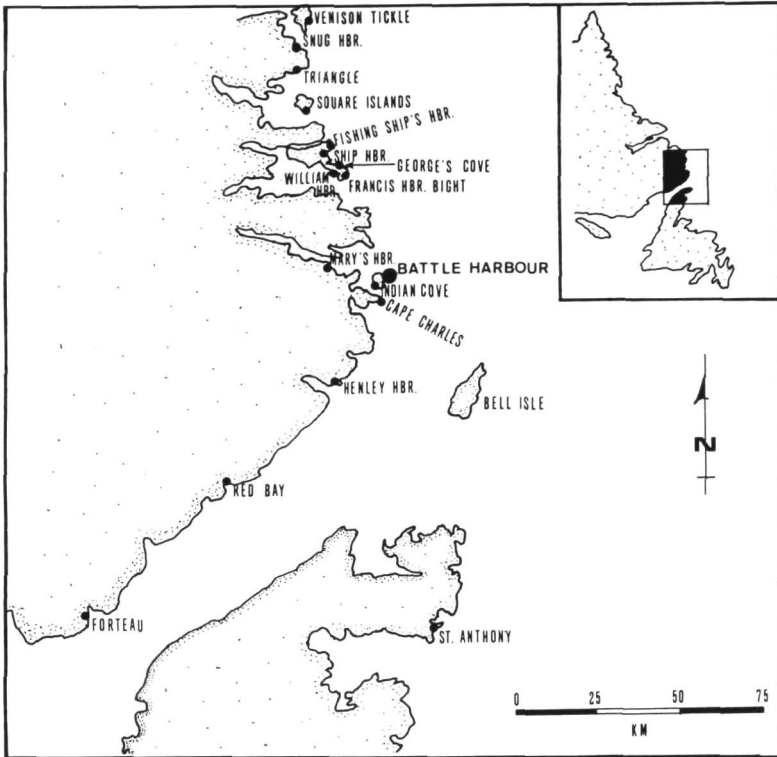 VENISON TICKLE
SNUG HBR.
TRIANGLE
SQUARE ISLANDS
FISHING SHIP'S HBR.
SHIP HBR.
GEORGE'S COVE
WILLIAM HBR.
FRANCIS HBR. BIGHT
MARY'S HBR.
BATTLE HARBOUR
INDIAN COVE
CAPE CHARLES
HENLEY HBR.
BELL ISLE
N
RED BAY
FORTEAU
ST. ANTHONY
0 25 50 75
KM